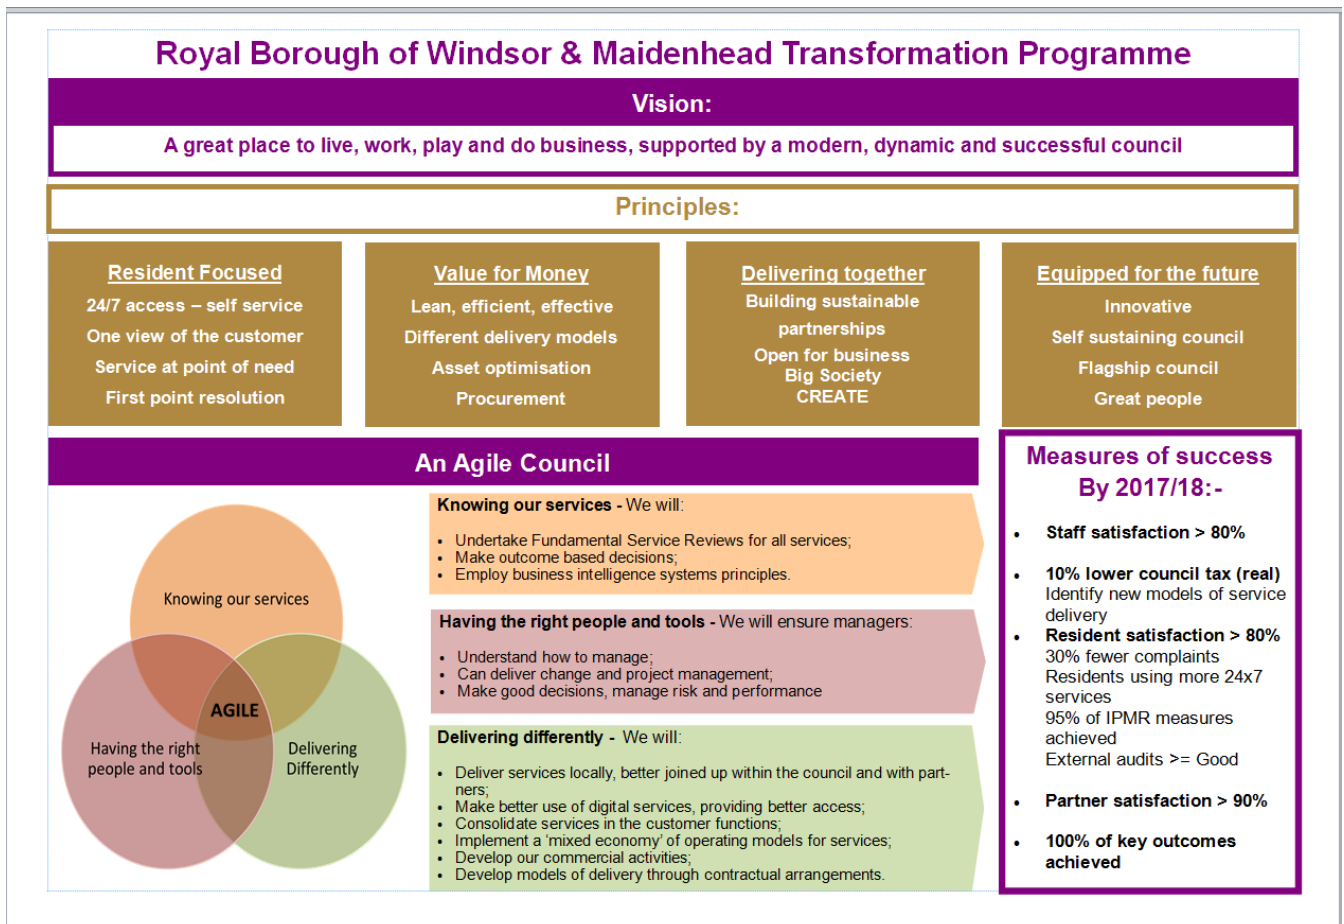 Royal Borough of Windsor & Maidenhead Transformation Programme
Vision:
A great place to live, work, play and do business, supported by a modern, dynamic and successful council
Principles:
Resident Focused
24/7 access – self service
One view of the customer
Service at point of need
First point resolution
Value for Money
Lean, efficient, effective
Different delivery models
Asset optimisation
Procurement
Delivering together
Building sustainable
partnerships
Open for business
Big Society
CREATE
Equipped for the future
Innovative
Self sustaining council
Flagship council
Great people
An Agile Council
Knowing our services
Having the right
people and tools
AGILE
Delivering
Differently
Knowing our services - We will:
• Undertake Fundamental Service Reviews for all services;
• Make outcome based decisions;
• Employ business intelligence systems principles.
Having the right people and tools - We will ensure managers:
• Understand how to manage;
• Can deliver change and project management;
• Make good decisions, manage risk and performance
Delivering differently - We will:
• Deliver services locally, better joined up within the council and with part-
ners;
• Make better use of digital services, providing better access;
• Consolidate services in the customer functions;
• Implement a ‘mixed economy’ of operating models for services;
• Develop our commercial activities;
• Develop models of delivery through contractual arrangements.
Measures of success
By 2017/18:-
• Staff satisfaction > 80%
• 10% lower council tax (real)
Identify new models of service
delivery
• Resident satisfaction > 80%
30% fewer complaints
Residents using more 24x7
services
95% of IPMR measures
achieved
External audits >= Good
• Partner satisfaction > 90%
• 100% of key outcomes
achieved